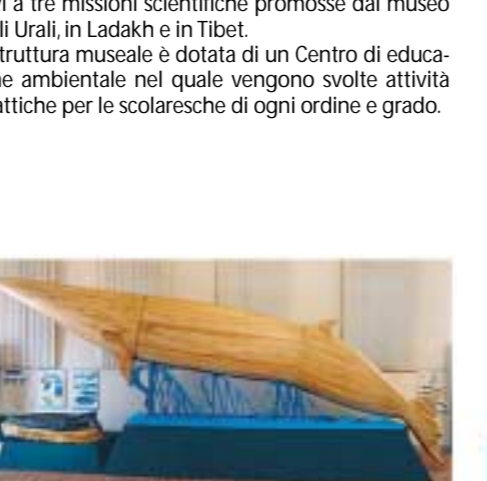 a tre missioni scientifiche promosse dal museo
li Urali, in Ladakh e in Tibet.
truttura museale è dotata di un Centro di educa-
e ambientale nel quale vengono svolte attività
attiche per le scolaresche di ogni ordine e grado.